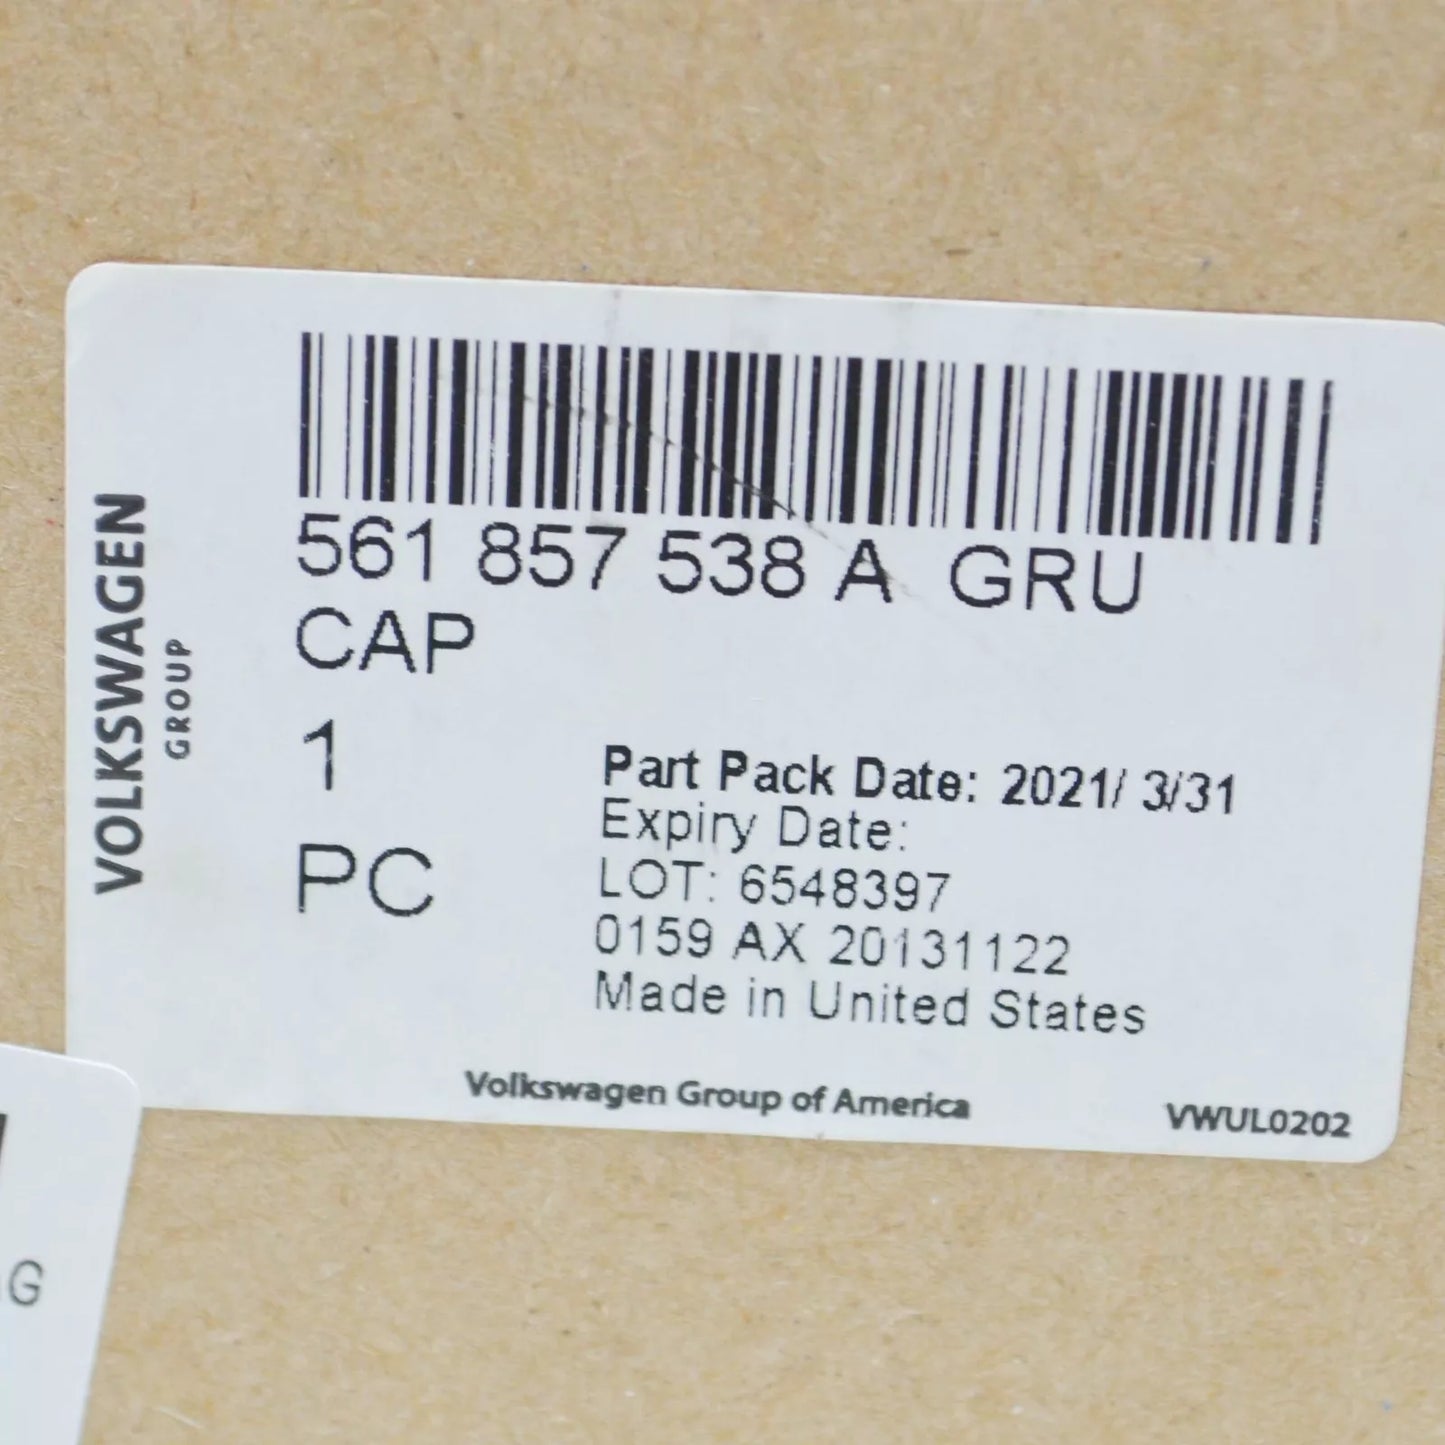 VOLKSWAGEN
GROUP
561 857 538 A GRU
CAP
1
PC
Part Pack Date: 2021/ 3/31
Expiry Date:
LOT: 6548397
0159 AX 20131122
Made in United States
Volkswagen Group of America
VWUL0202